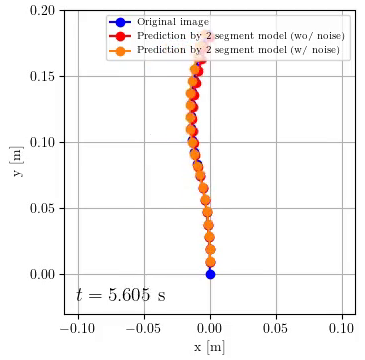 0.20
Original image
Prediction by 2 segment model (wo/ noise)
Prediction by 2 segment model (w/ noise)
0.15
0.10
y [m]
0.05
0.00
t = 5.605 s
−0.10 −0.05 0.00 0.05 0.10
x [m]